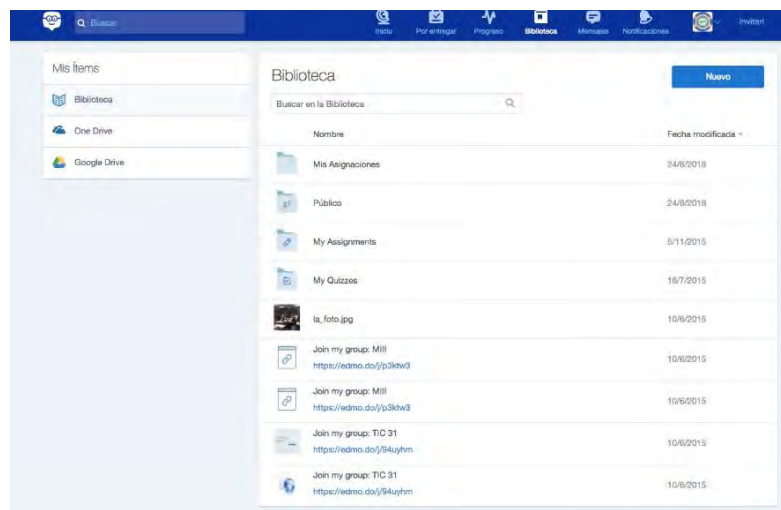 Buscar
Inicio
Por entregar
Progreso
Biblioteca
Mensajes
Notificaciones
Mis Ítems
Biblioteca
One Drive
Google Drive
Biblioteca
Nuevo
Buscar en la Biblioteca
Nombre
Fecha modificada
Mis Asignaciones
24/8/2018
Público
24/8/2018
My Assignments
5/11/2015
My Quizzes
16/7/2015
la_foto.jpg
10/6/2015
Join my group: MIII
https://edmo.do/j/p3ktw3
10/6/2015
Join my group: MIII
https://edmo.do/j/p3ktw3
10/6/2015
Join my group: TIC 31
https://edmo.do/j/94uyhm
10/6/2015
Join my group: TIC 31
https://edmo.do/j/94uyhm
10/6/2015